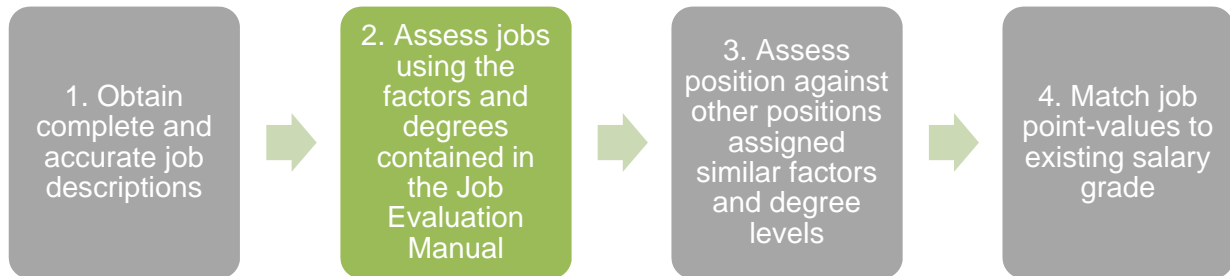 1. Obtain
complete and
accurate job
descriptions
2. Assess jobs
using the
factors and
degrees
contained in
the Job
Evaluation
Manual
3. Assess
position against
other positions
assigned
similar factors
and degree
levels
4. Match job
point-values to
existing salary
grade